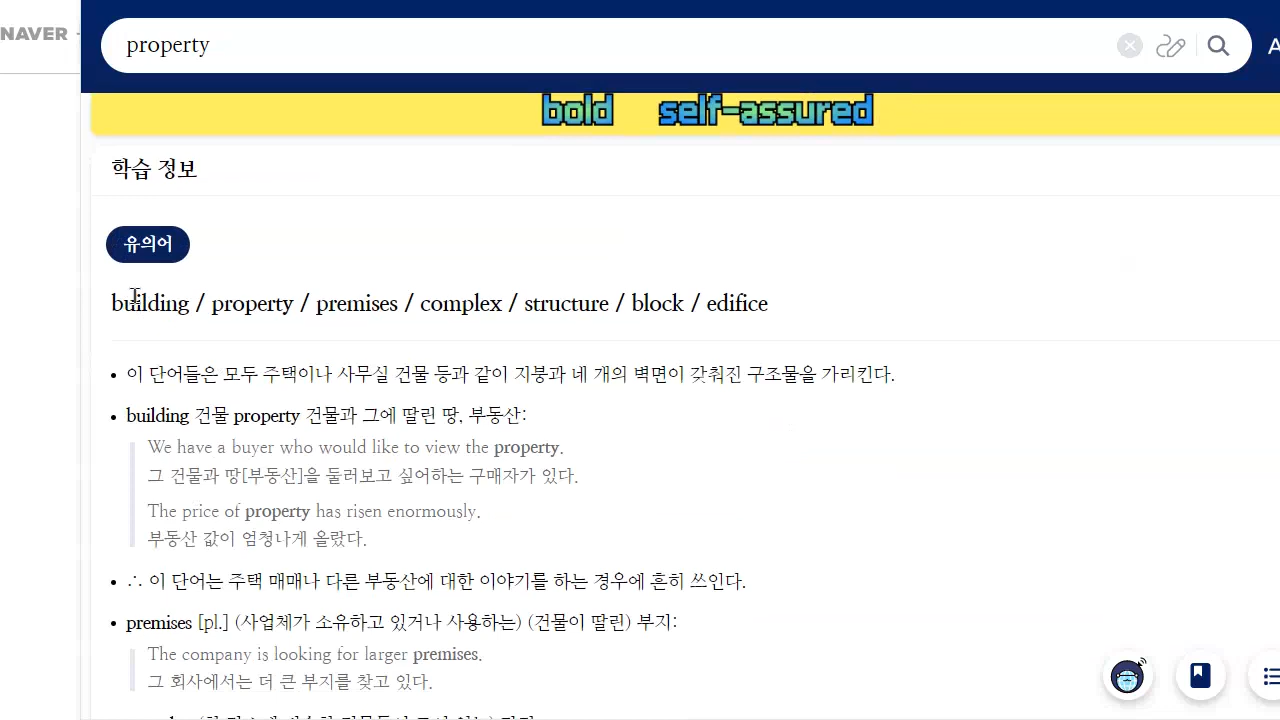 NAVER
property
A
bold self-assured
학습 정보
유의어
building / property / premises / complex / structure / block / edifice
• 이 단어들은 모두 주택이나 사무실 건물 등과 같이 지붕과 네 개의 벽면이 갖춰진 구조물을 가리킨다.
• building 건물 property 건물과 그에 딸린 땅, 부동산:
We have a buyer who would like to view the property.
그 건물과 땅[부동산]을 둘러보고 싶어하는 구매자가 있다.
The price of property has risen enormously.
부동산 값이 엄청나게 올랐다.
• ∴ 이 단어는 주택 매매나 다른 부동산에 대한 이야기를 하는 경우에 흔히 쓰인다.
• premises [pl.] (사업체가 소유하고 있거나 사용하는) (건물이 딸린) 부지:
The company is looking for larger premises.
그 회사에서는 더 큰 부지를 찾고 있다.